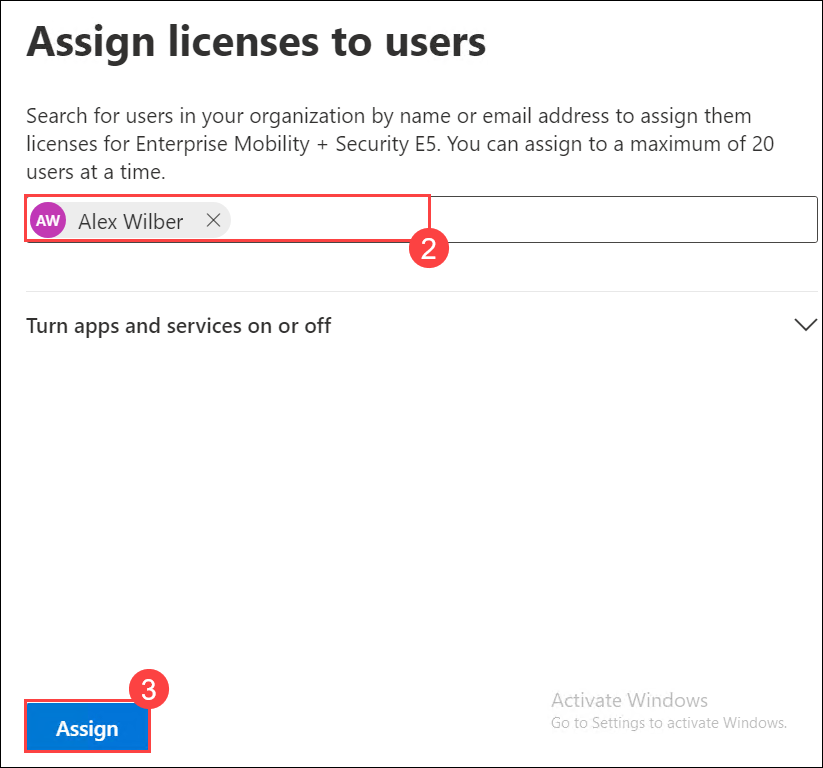 Assign licenses to users
Search for users in your organization by name or email address to assign them
licenses for Enterprise Mobility + Security E5. You can assign to a maximum of 20
users at a time.
AW Alex Wilber
2
Turn apps and services on or off
3
Assign
Activate Windows
Go to Settings to activate Windows.